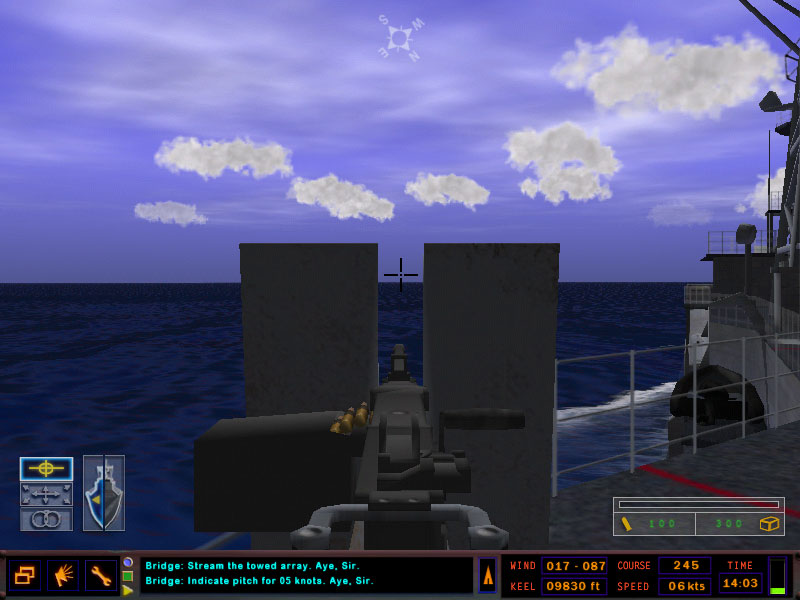 S W
E N
100 300
Bridge: Stream the towed array. Aye, Sir.
Bridge: Indicate pitch for 05 knots. Aye, Sir.
WIND 017 - 087 COURSE 245 TIME
KEEL 09830 ft SPEED 06 kts 14:03